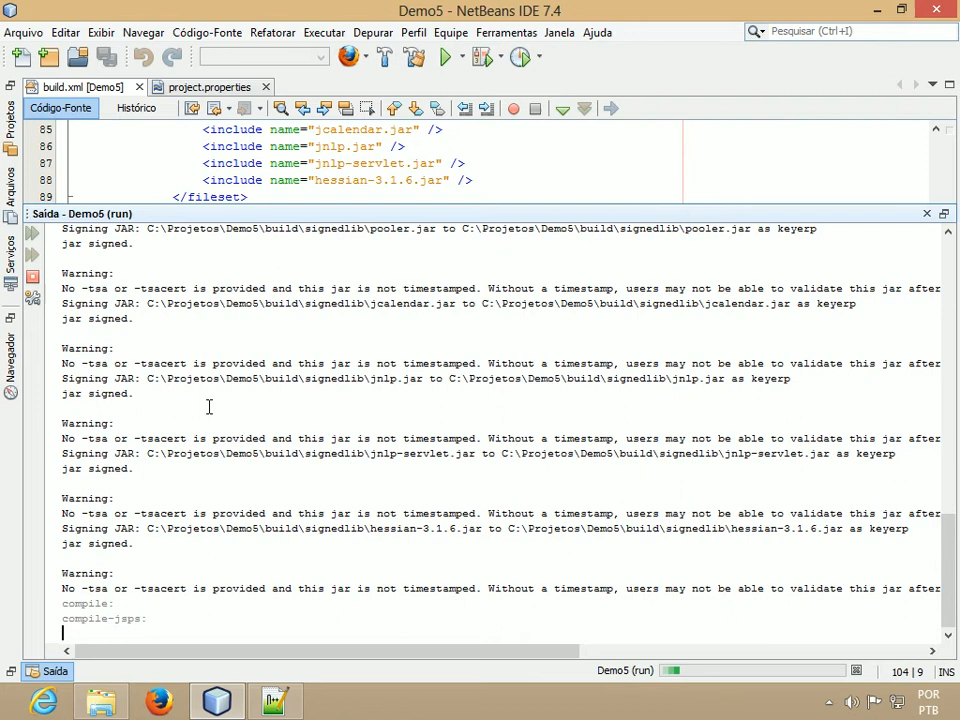 Demo5 - NetBeans IDE 7.4
Arquivo Editar Exibir Navegar Código-Fonte Refatorar Executar Depurar Perfil Equipe Ferramentas Janela Ajuda
Pesquisar (Ctrl+I)
build.xml [Demo5]
project.properties
Código-Fonte
Histórico
Projetos
Arquivos
Serviços
Navegador
85 <include name="jcalendar.jar" />
86 <include name="jnlp.jar" />
87 <include name="jnlp-servlet.jar" />
88 <include name="hessian-3.1.6.jar" />
89 </fileset>
Saída - Demo5 (run)
Signing JAR: C:\Projetos\Demo5\build\signedlib\pooler.jar to C:\Projetos\Demo5\build\signedlib\pooler.jar as keyerp
jar signed.
Warning:
No -tsa or -tsacert is provided and this jar is not timestamped. Without a timestamp, users may not be able to validate this jar after
Signing JAR: C:\Projetos\Demo5\build\signedlib\jcalendar.jar to C:\Projetos\Demo5\build\signedlib\jcalendar.jar as keyerp
jar signed.
Warning:
No -tsa or -tsacert is provided and this jar is not timestamped. Without a timestamp, users may not be able to validate this jar after
Signing JAR: C:\Projetos\Demo5\build\signedlib\jnlp.jar to C:\Projetos\Demo5\build\signedlib\jnlp.jar as keyerp
jar signed.
Warning:
No -tsa or -tsacert is provided and this jar is not timestamped. Without a timestamp, users may not be able to validate this jar after
Signing JAR: C:\Projetos\Demo5\build\signedlib\jnlp-servlet.jar to C:\Projetos\Demo5\build\signedlib\jnlp-servlet.jar as keyerp
jar signed.
Warning:
No -tsa or -tsacert is provided and this jar is not timestamped. Without a timestamp, users may not be able to validate this jar after
Signing JAR: C:\Projetos\Demo5\build\signedlib\hessian-3.1.6.jar to C:\Projetos\Demo5\build\signedlib\hessian-3.1.6.jar as keyerp
jar signed.
Warning:
No -tsa or -tsacert is provided and this jar is not timestamped. Without a timestamp, users may not be able to validate this jar after
compile:
compile-jsps:
Saída
Demo5 (run)
104 | 9 INS
POR
PTB